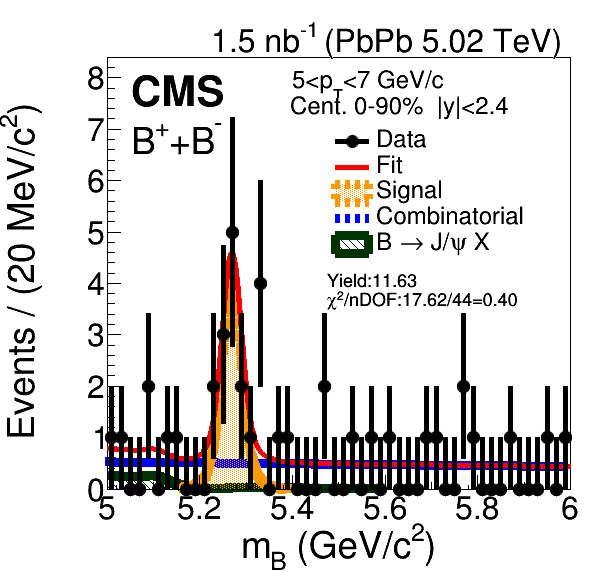 1.5 nb⁻¹ (PbPb 5.02 TeV)
CMS
B⁺+B⁻
5<p_T<7 GeV/c
Cent. 0-90% |y|<2.4
Data
Fit
Signal
Combinatorial
B → J/ψ X
Yield:11.63
χ²/nDOF:17.62/44=0.40
Events / (20 MeV/c²)
8
7
6
5
4
3
2
1
0
5 5.2 5.4 5.6 5.8 6
m_B (GeV/c²)